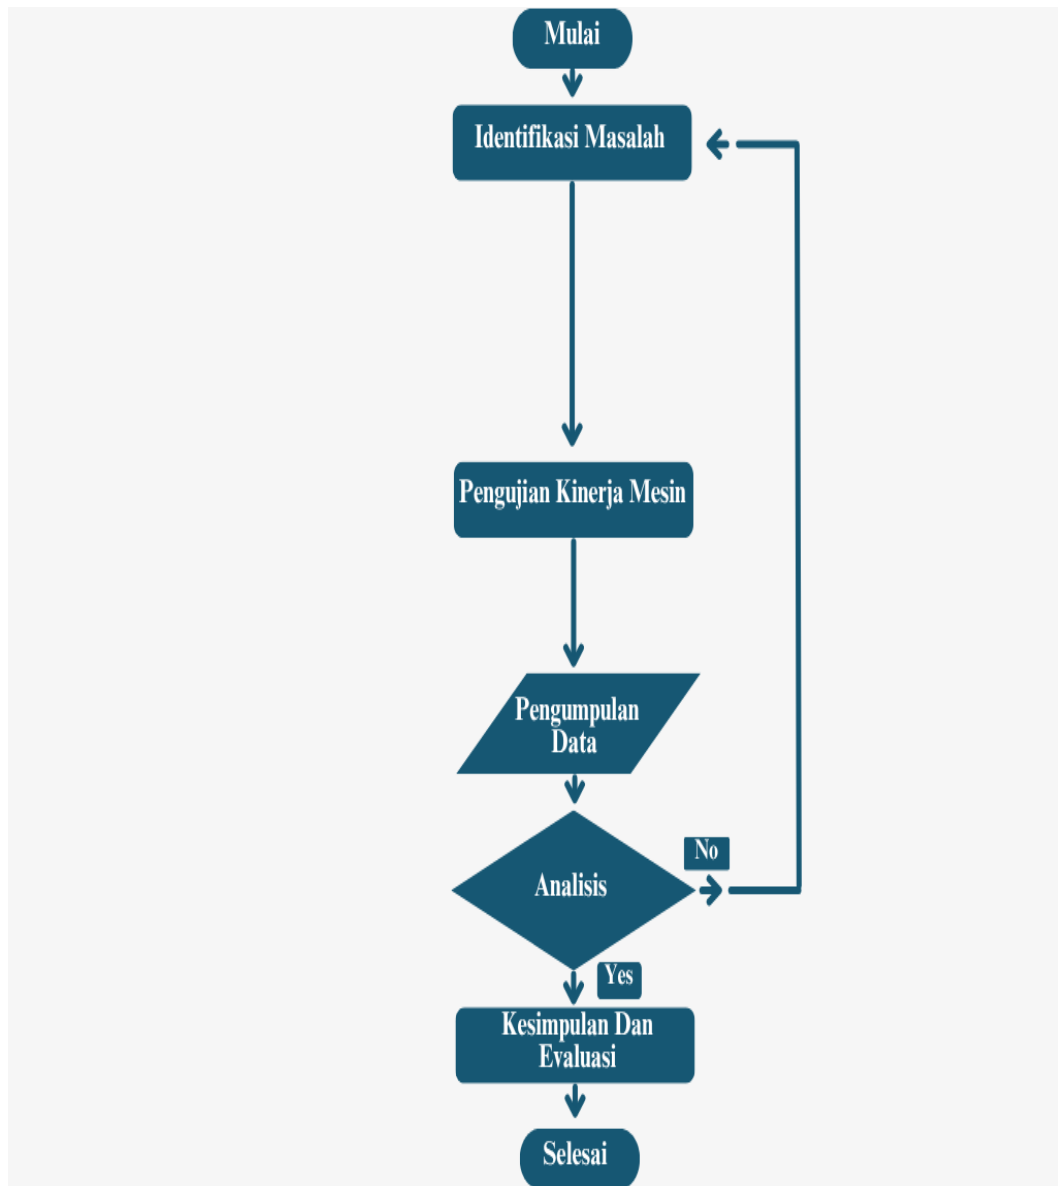 Mulai
Identifikasi Masalah
Pengujian Kinerja Mesin
Pengumpulan
Data
No
Analisis
Yes
Kesimpulan Dan
Evaluasi
Selesai